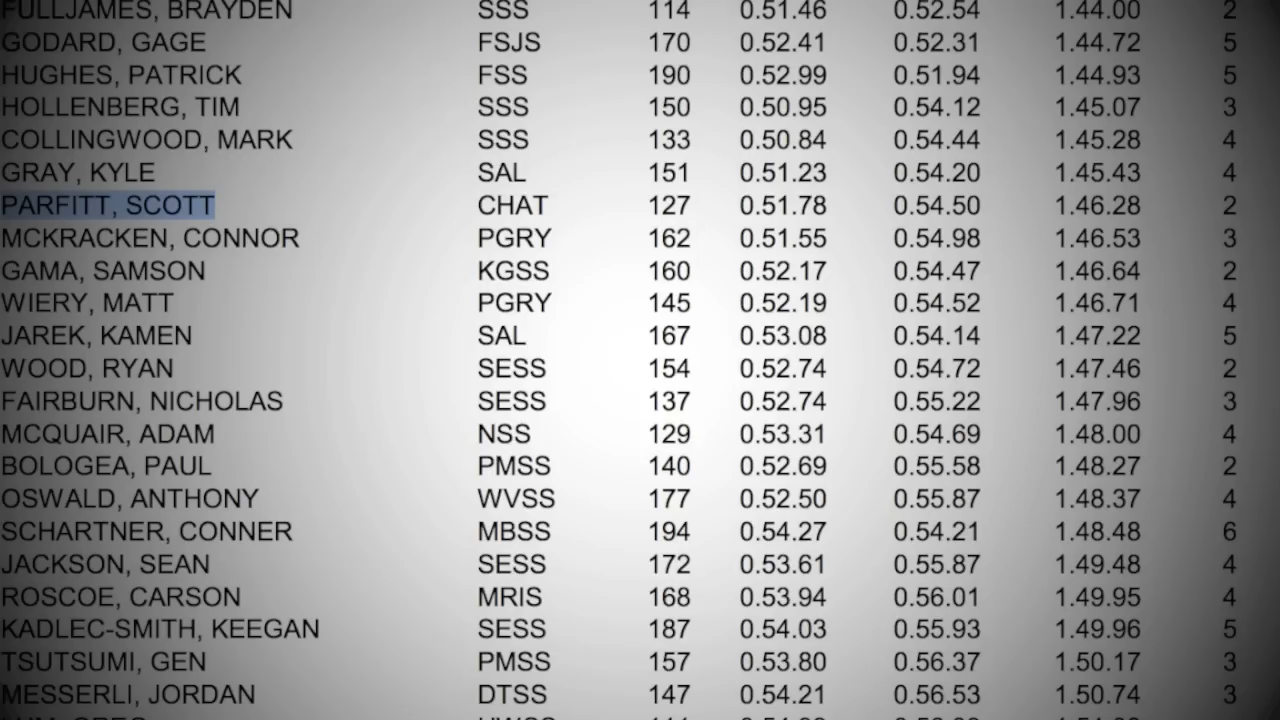 FULLJAMES, BRAYDEN SSS 114 0.51.46 0.52.54 1.44.00 2
GODARD, GAGE FSJS 170 0.52.41 0.52.31 1.44.72 5
HUGHES, PATRICK FSS 190 0.52.99 0.51.94 1.44.93 5
HOLLENBERG, TIM SSS 150 0.50.95 0.54.12 1.45.07 3
COLLINGWOOD, MARK SSS 133 0.50.84 0.54.44 1.45.28 4
GRAY, KYLE SAL 151 0.51.23 0.54.20 1.45.43 4
PARFITT, SCOTT CHAT 127 0.51.78 0.54.50 1.46.28 2
MCKRACKEN, CONNOR PGRY 162 0.51.55 0.54.98 1.46.53 3
GAMA, SAMSON KGSS 160 0.52.17 0.54.47 1.46.64 2
WIERY, MATT PGRY 145 0.52.19 0.54.52 1.46.71 4
JAREK, KAMEN SAL 167 0.53.08 0.54.14 1.47.22 5
WOOD, RYAN SESS 154 0.52.74 0.54.72 1.47.46 2
FAIRBURN, NICHOLAS SESS 137 0.52.74 0.55.22 1.47.96 3
MCQUAIR, ADAM NSS 129 0.53.31 0.54.69 1.48.00 4
BOLOGEA, PAUL PMSS 140 0.52.69 0.55.58 1.48.27 2
OSWALD, ANTHONY WVSS 177 0.52.50 0.55.87 1.48.37 4
SCHARTNER, CONNER MBSS 194 0.54.27 0.54.21 1.48.48 6
JACKSON, SEAN SESS 172 0.53.61 0.55.87 1.49.48 4
ROSCOE, CARSON MRIS 168 0.53.94 0.56.01 1.49.95 4
KADLEC-SMITH, KEEGAN SESS 187 0.54.03 0.55.93 1.49.96 5
TSUTSUMI, GEN PMSS 157 0.53.80 0.56.37 1.50.17 3
MESSERLI, JORDAN DTSS 147 0.54.21 0.56.53 1.50.74 3